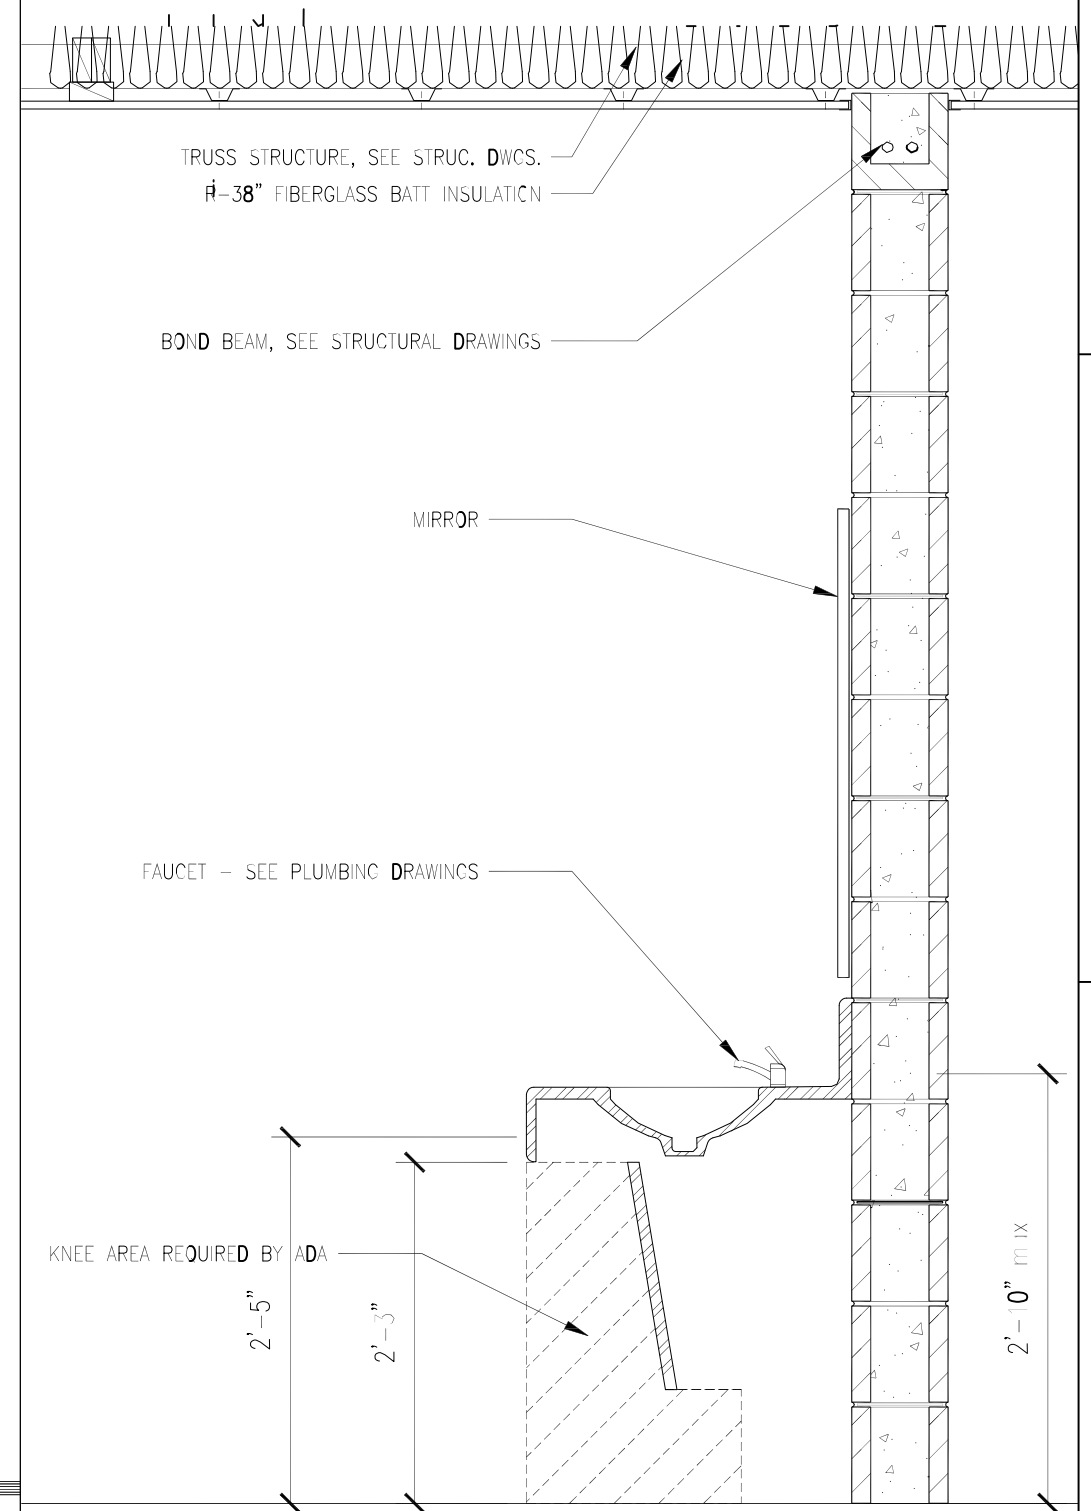 TRUSS STRUCTURE, SEE STRUC. DWGS.
R-38" FIBERGLASS BATT INSULATION
BOND BEAM, SEE STRUCTURAL DRAWINGS
MIRROR
FAUCET - SEE PLUMBING DRAWINGS
KNEE AREA REQUIRED BY ADA
2'-5"
2'-3"
2'-10"